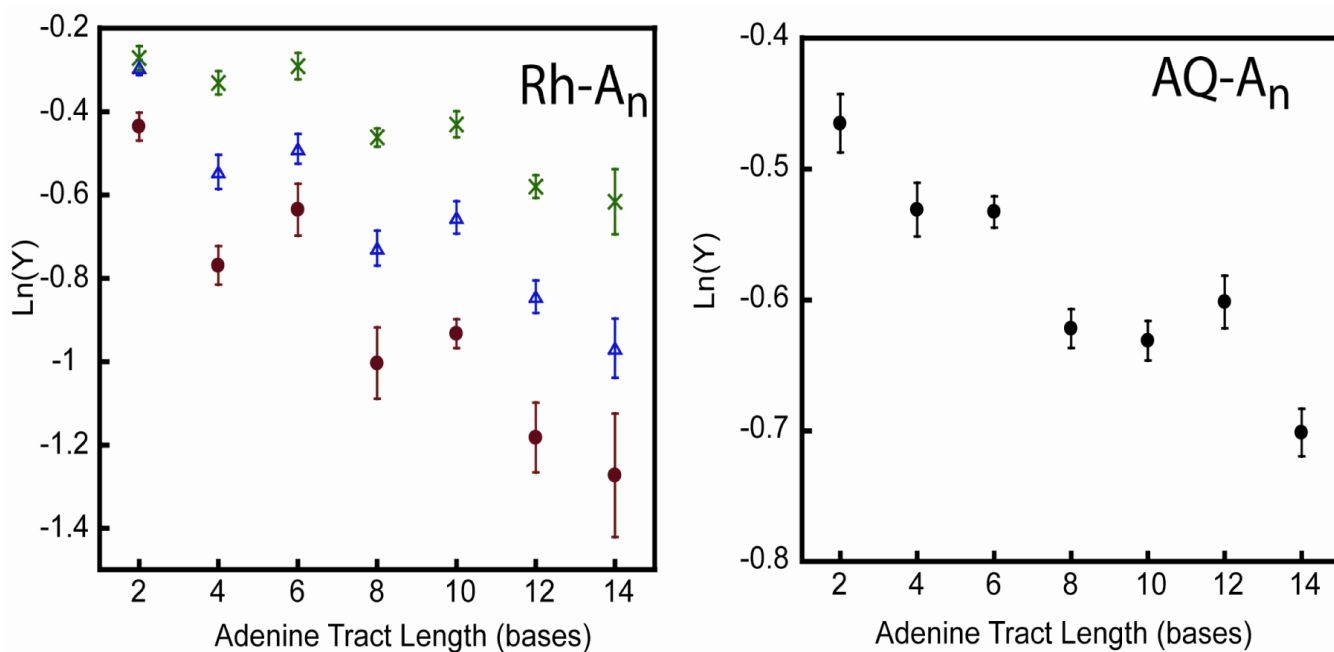 -0.2
-0.4
-0.6
-0.8
-1
-1.2
-1.4
Ln(Y)
Rh-An
2 4 6 8 10 12 14
Adenine Tract Length (bases)
-0.4
-0.5
-0.6
-0.7
-0.8
Ln(Y)
AQ-An
2 4 6 8 10 12 14
Adenine Tract Length (bases)